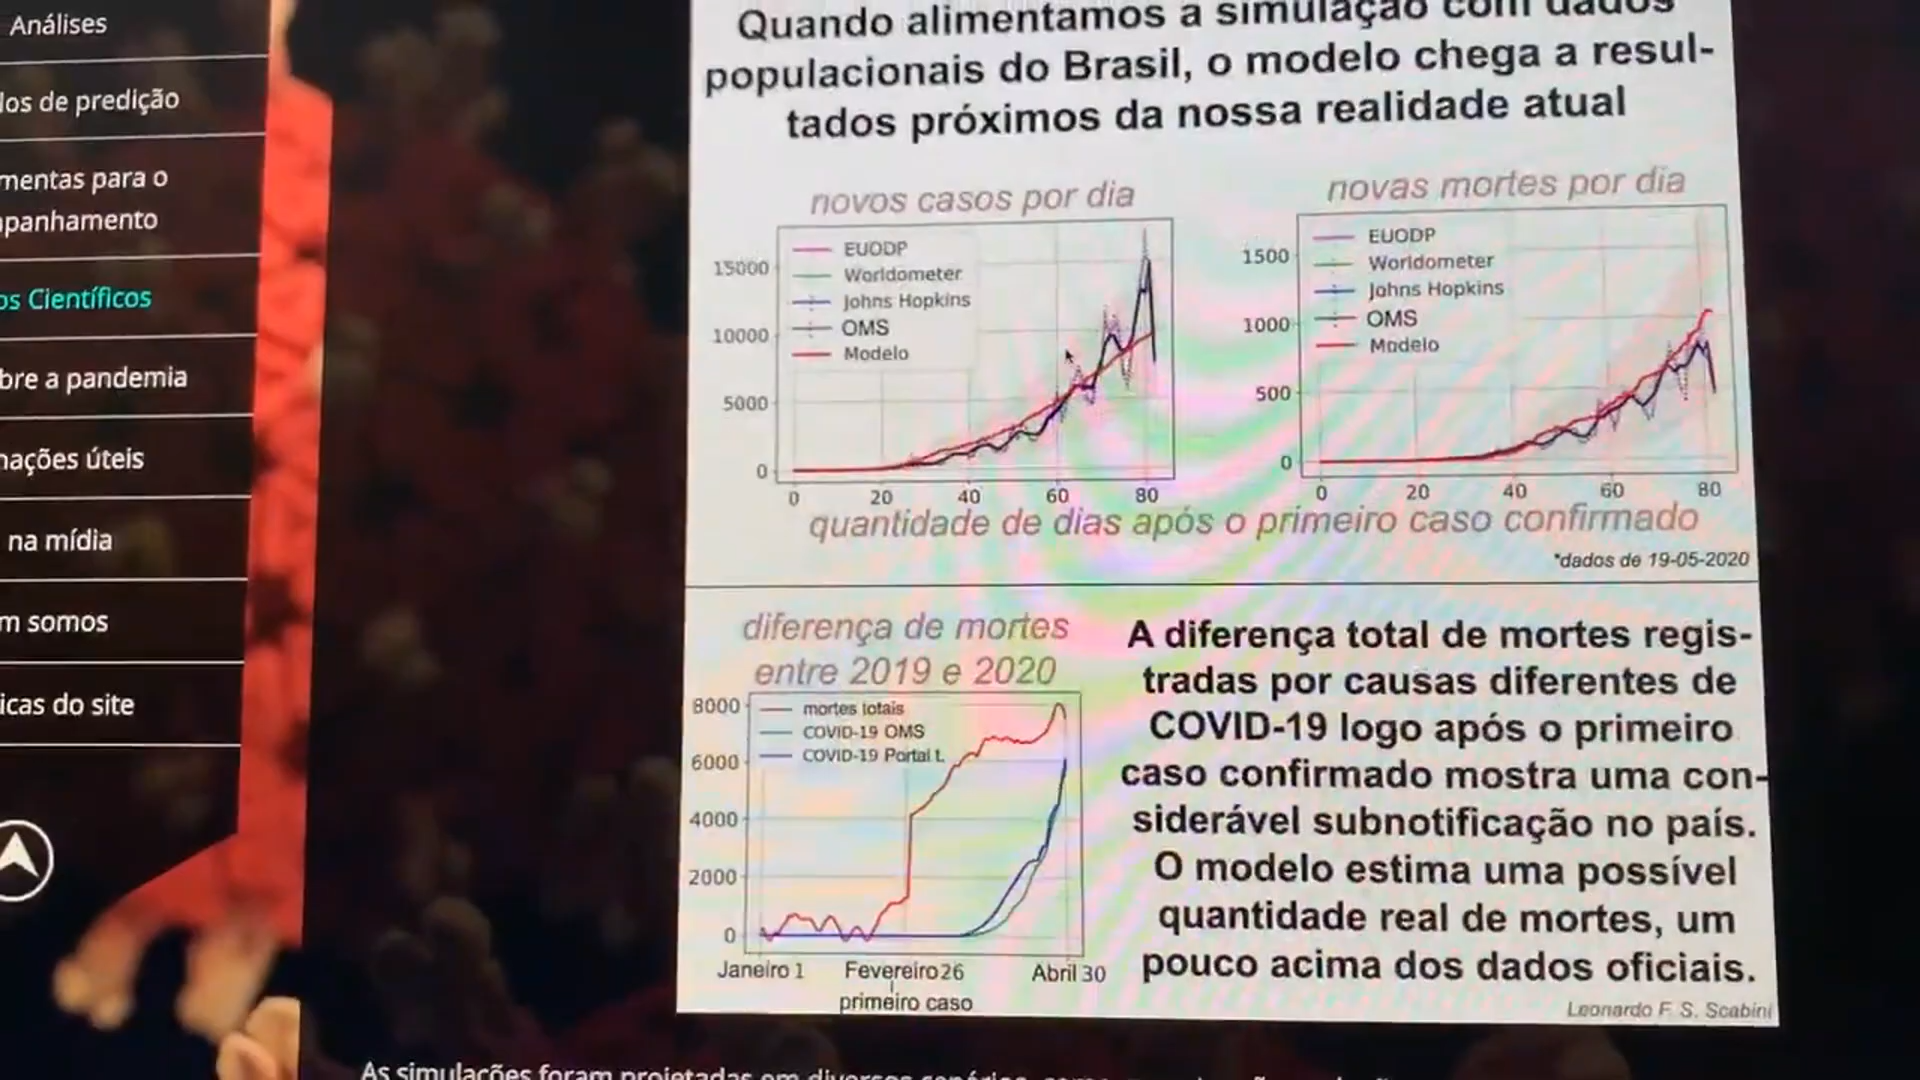 Análises
los de predição
mentas para o
panhamento
os Científicos
bre a pandemia
mações úteis
na mídia
m somos
icas do site
Quando alimentamos a simulação com dados
populacionais do Brasil, o modelo chega a resul-
tados próximos da nossa realidade atual
novos casos por dia
EUODP
Worldometer
Johns Hopkins
OMS
Modelo
15000
10000
5000
0
0 20 40 60 80
novas mortes por dia
EUODP
Worldometer
Johns Hopkins
OMS
Modelo
1500
1000
500
0
0 20 40 60 80
quantidade de dias após o primeiro caso confirmado
*dados de 19-05-2020
diferença de mortes
entre 2019 e 2020
mortes totais
COVID-19 OMS
COVID-19 Portal t.
8000
6000
4000
2000
0
Janeiro 1 Fevereiro 26 Abril 30
primeiro caso
A diferença total de mortes regis-
tradas por causas diferentes de
COVID-19 logo após o primeiro
caso confirmado mostra uma con-
siderável subnotificação no país.
O modelo estima uma possível
quantidade real de mortes, um
pouco acima dos dados oficiais.
Leonardo F. S. Scabini
As simulações foram projetadas em diversos